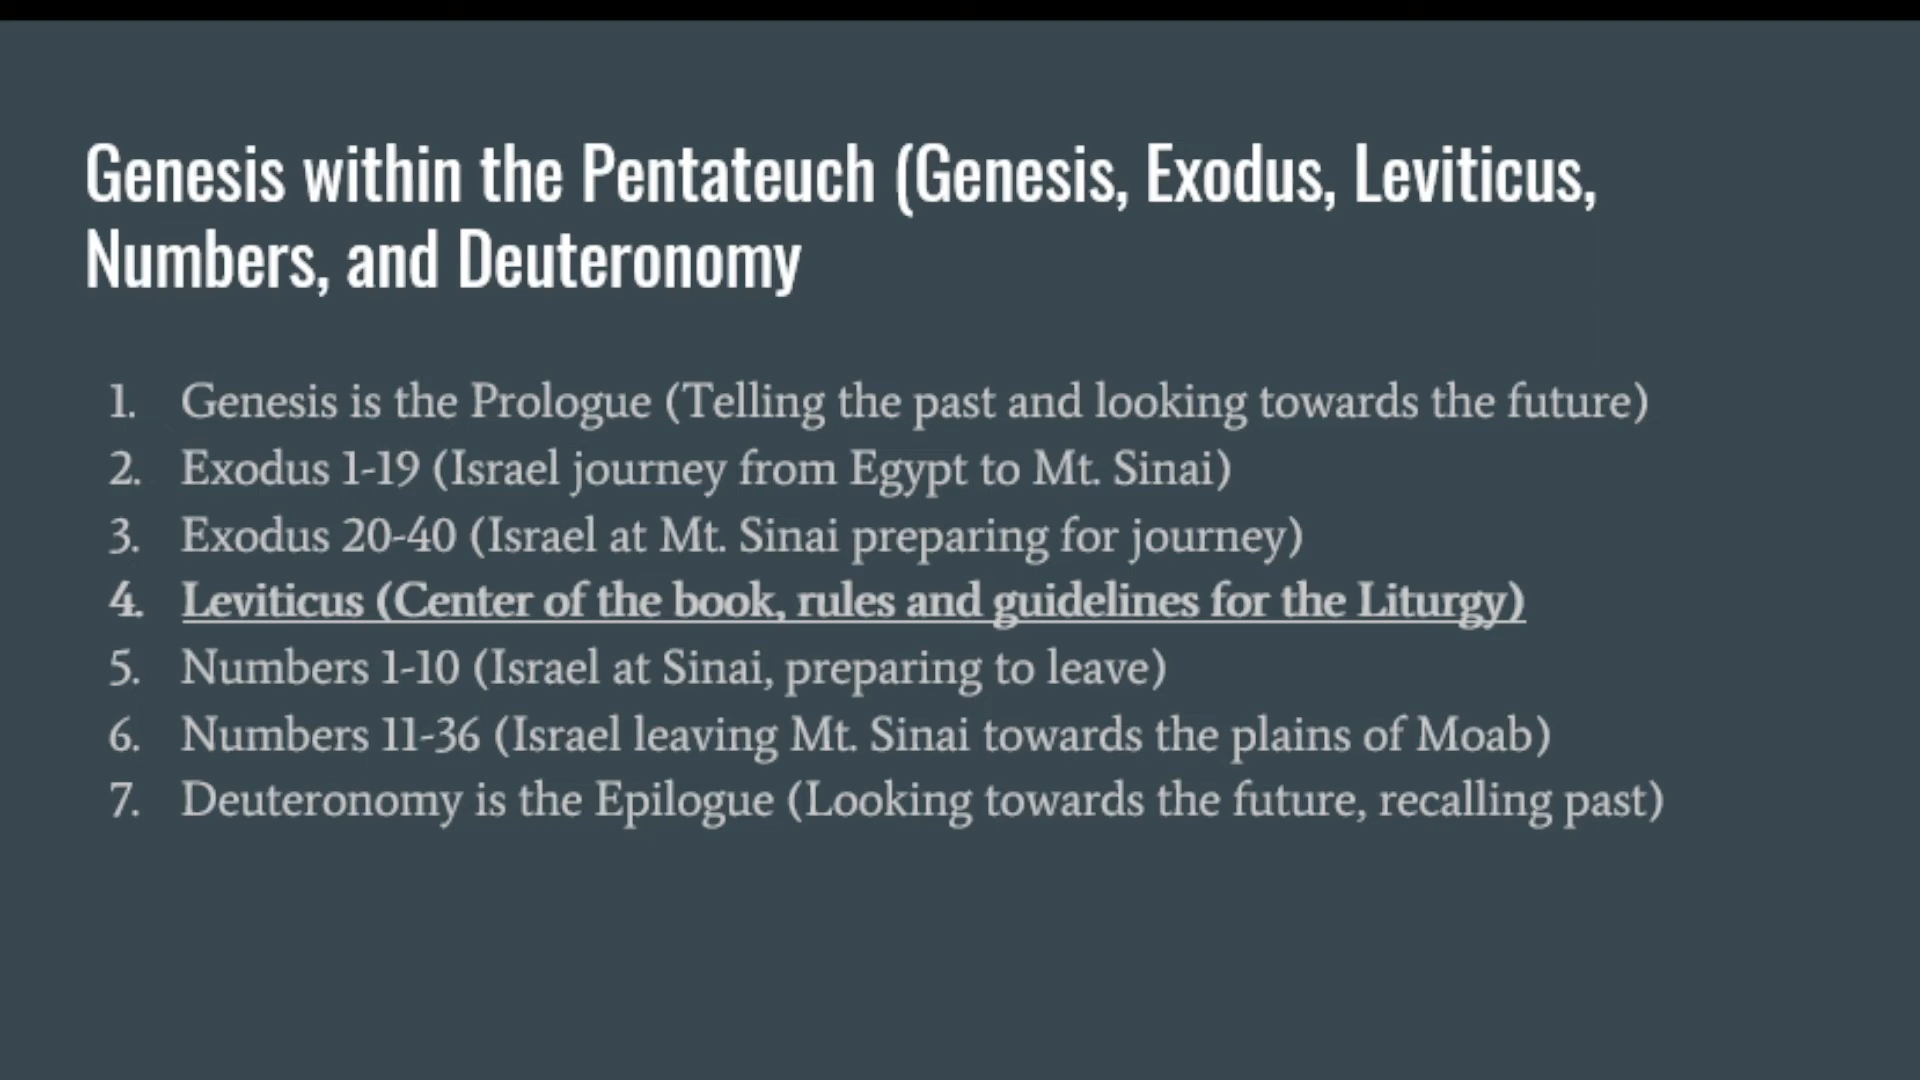 Genesis within the Pentateuch (Genesis, Exodus, Leviticus,
Numbers, and Deuteronomy
1. Genesis is the Prologue (Telling the past and looking towards the future)
2. Exodus 1-19 (Israel journey from Egypt to Mt. Sinai)
3. Exodus 20-40 (Israel at Mt. Sinai preparing for journey)
4. Leviticus (Center of the book, rules and guidelines for the Liturgy)
5. Numbers 1-10 (Israel at Sinai, preparing to leave)
6. Numbers 11-36 (Israel leaving Mt. Sinai towards the plains of Moab)
7. Deuteronomy is the Epilogue (Looking towards the future, recalling past)